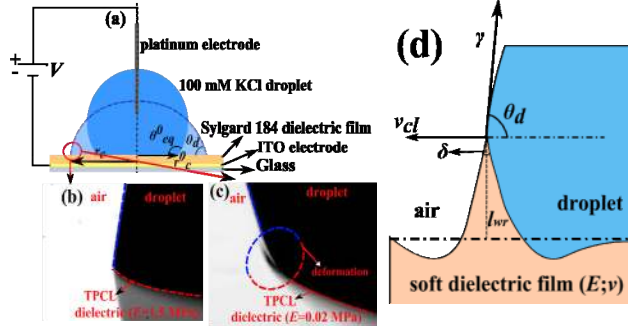 (a)
platinum electrode
+
-
V
100 mM KCl droplet
θ⁰eq
θd
rc
r⁰c
Sylgard 184 dielectric film
ITO electrode
Glass
(b)
air
droplet
TPCL
dielectric (E=1.5 MPa)
(c)
air
droplet
deformation
TPCL
dielectric (E=0.02 MPa)
(d)
γ
θd
vcl
δ
air
lwr
droplet
soft dielectric film (E;ν)